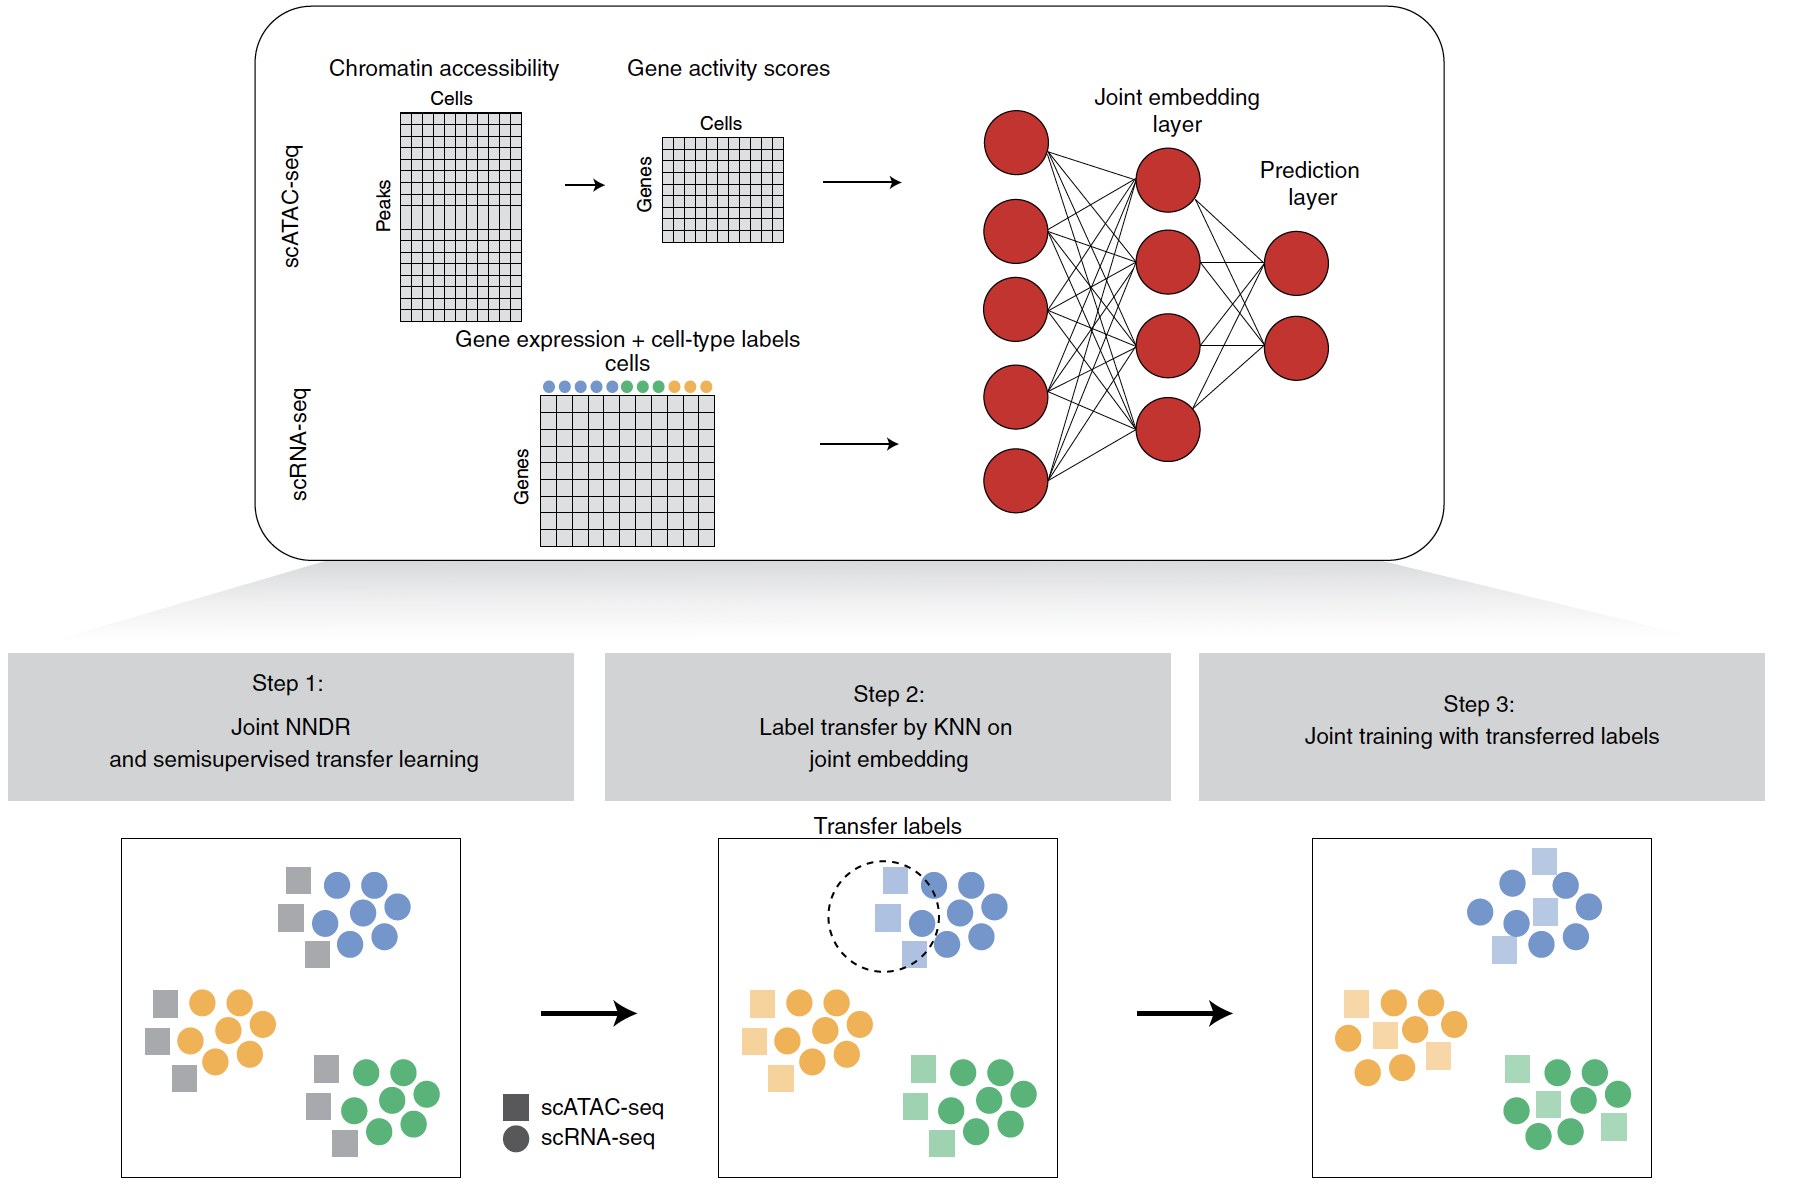 Chromatin accessibility
Cells
Peaks
scATAC-seq
Gene activity scores
Cells
Genes
Joint embedding
layer
Prediction
layer
Gene expression + cell-type labels
cells
Genes
scRNA-seq
Step 1:
Joint NNDR
and semisupervised transfer learning
Step 2:
Label transfer by KNN on
joint embedding
Step 3:
Joint training with transferred labels
Transfer labels
scATAC-seq
scRNA-seq